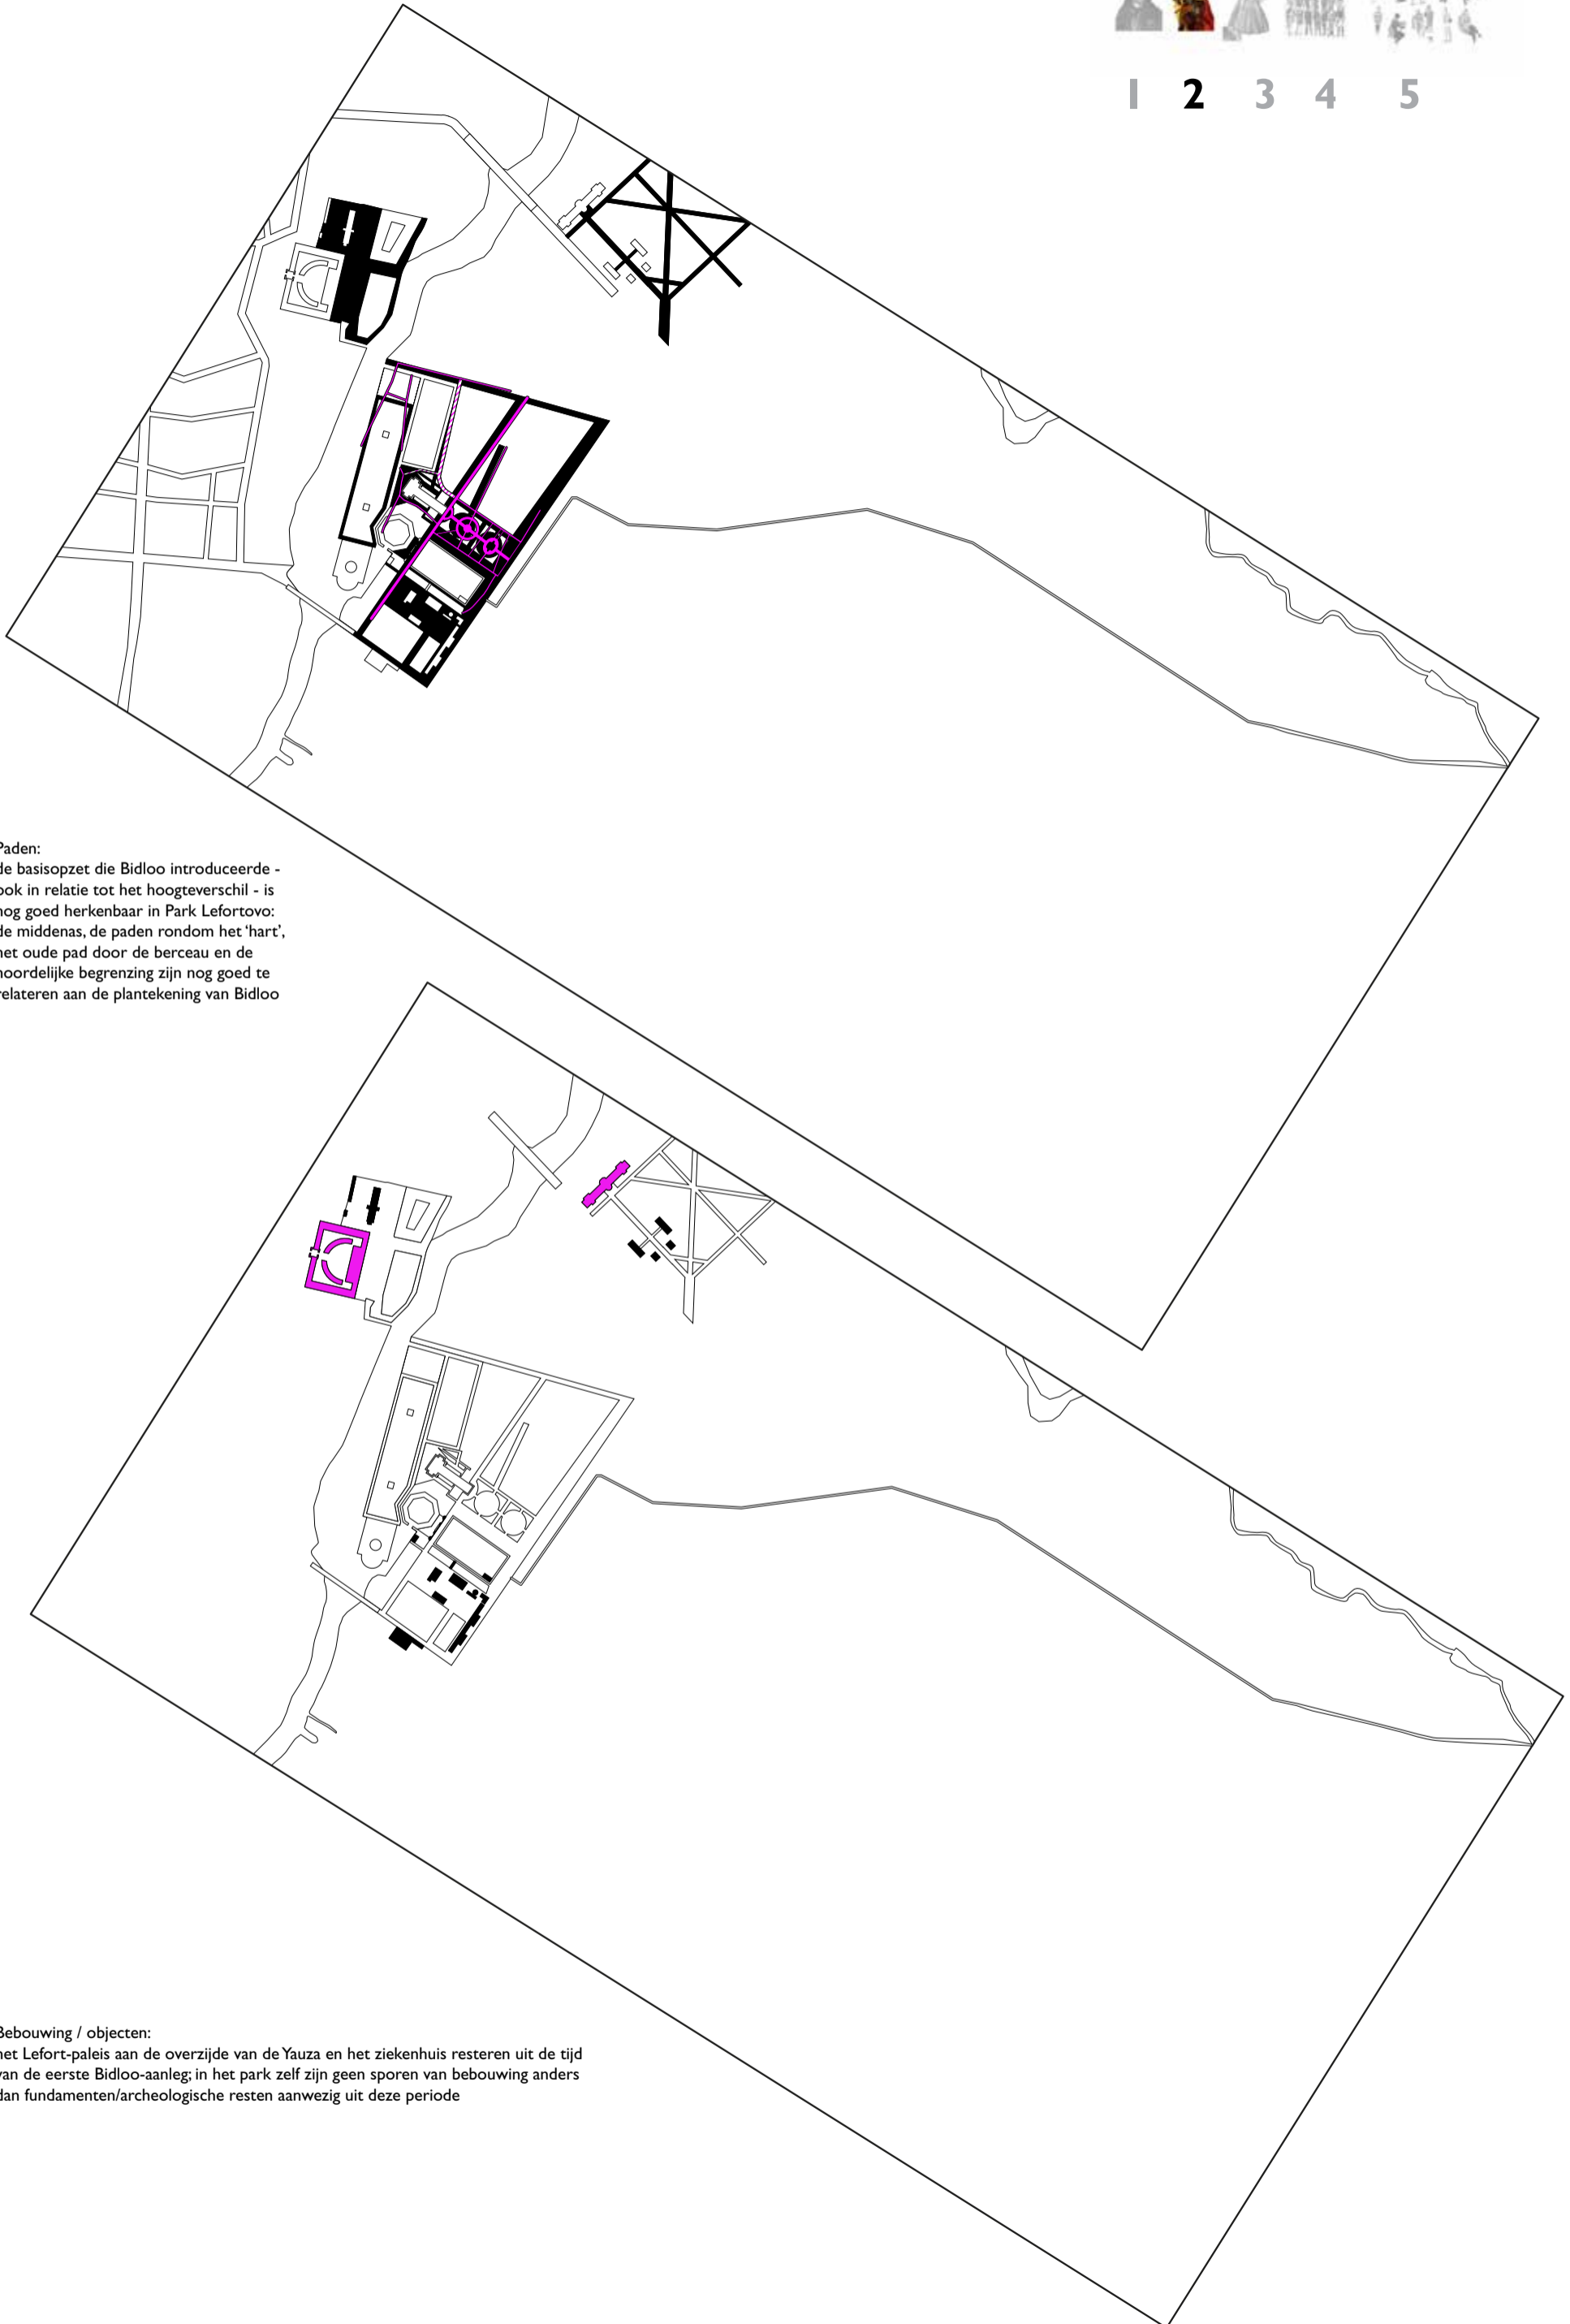 1 2 3 4 5
Paden:
de basisopzet die Bidloo introduceerde -
ook in relatie tot het hoogteverschil - is
nog goed herkenbaar in Park Lefortovo:
de middenas, de paden rondom het ‘hart’,
het oude pad door de berceau en de
noordelijke begrenzing zijn nog goed te
relateren aan de plantekening van Bidloo
Bebouwing / objecten:
het Lefort-paleis aan de overzijde van de Yauza en het ziekenhuis resteren uit de tijd
van de eerste Bidloo-aanleg; in het park zelf zijn geen sporen van bebouwing anders
dan fundamenten/archeologische resten aanwezig uit deze periode